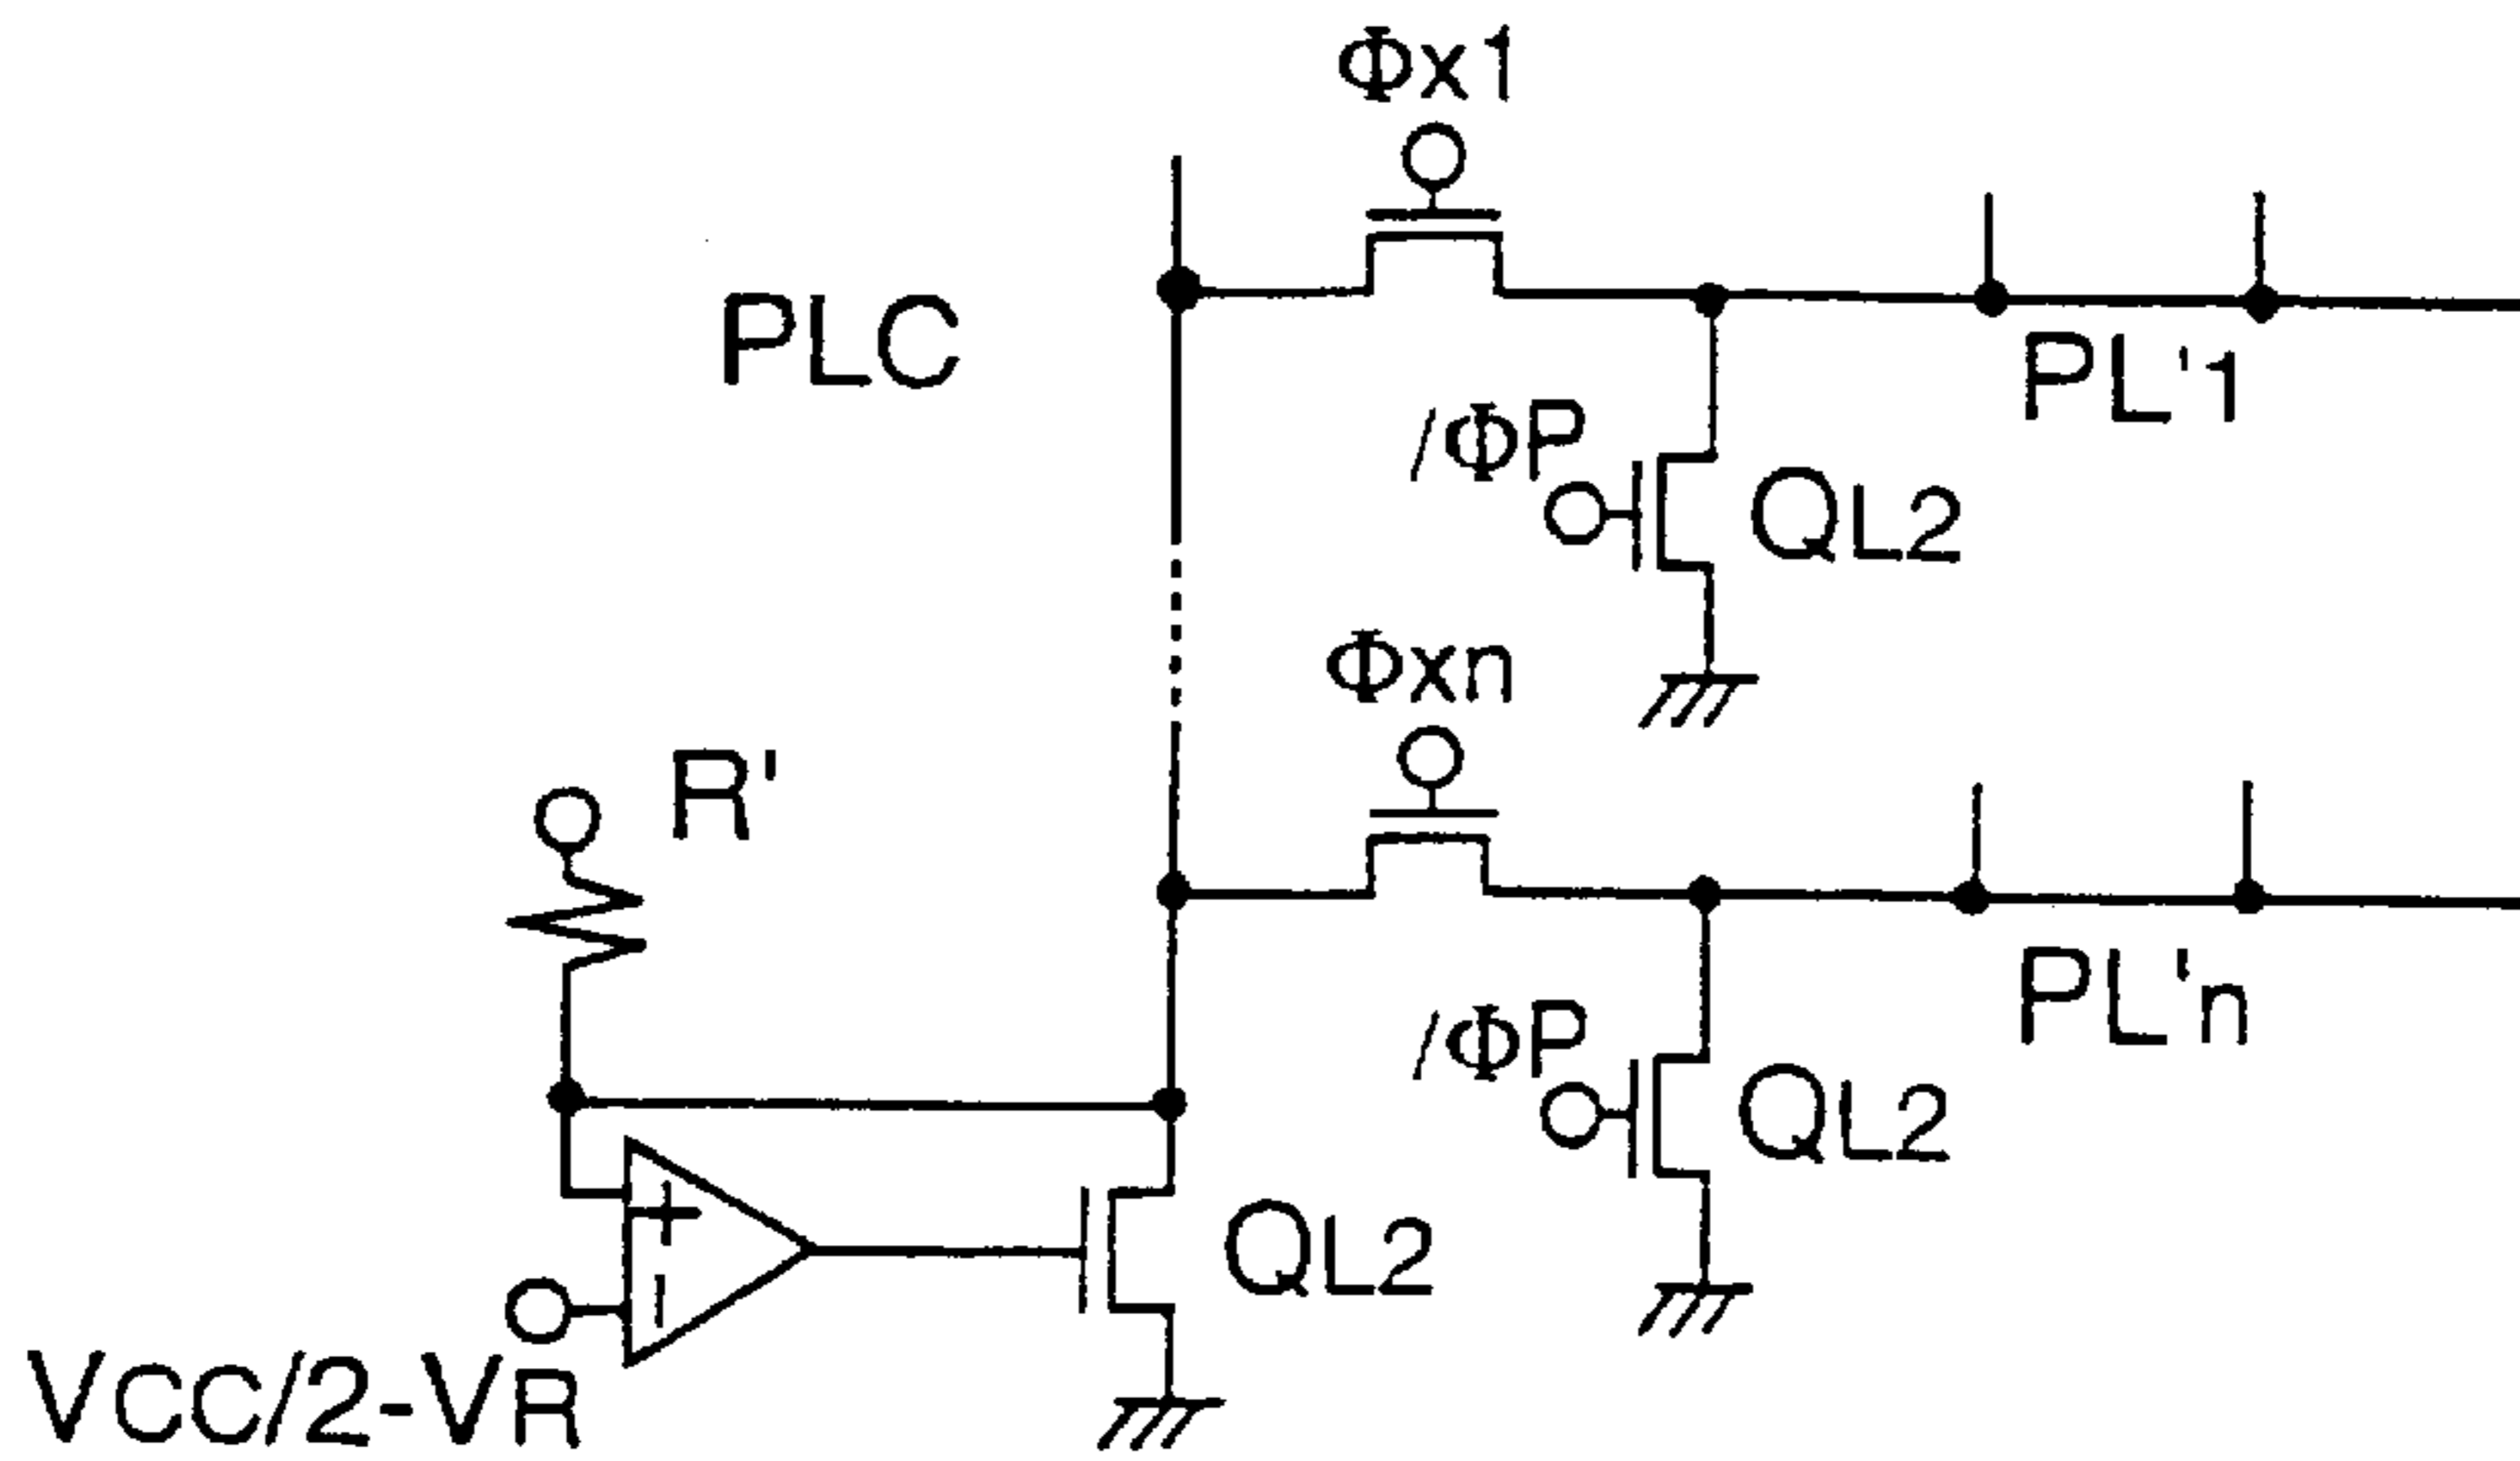 Φx1
PLC
PL'1
/ΦP
QL2
Φxn
R'
PL'n
/ΦP
QL2
+
QL2
-
VCC/2-VR